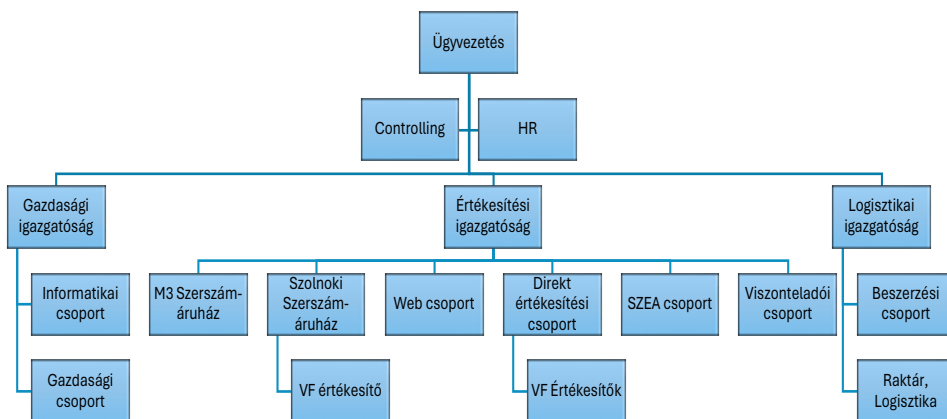 Ügyvezetés
Controlling
HR
Gazdasági
igazgatóság
Értékesítési
igazgatóság
Logisztikai
igazgatóság
Informatikai
csoport
M3 Szerszám-
áruház
Szolnoki
Szerszám-
áruház
Web csoport
Direkt
értékesítési
csoport
SZEA csoport
Viszonteladói
csoport
Beszerzési
csoport
Gazdasági
csoport
VF értékesítő
VF Értékesítők
Raktár,
Logisztika